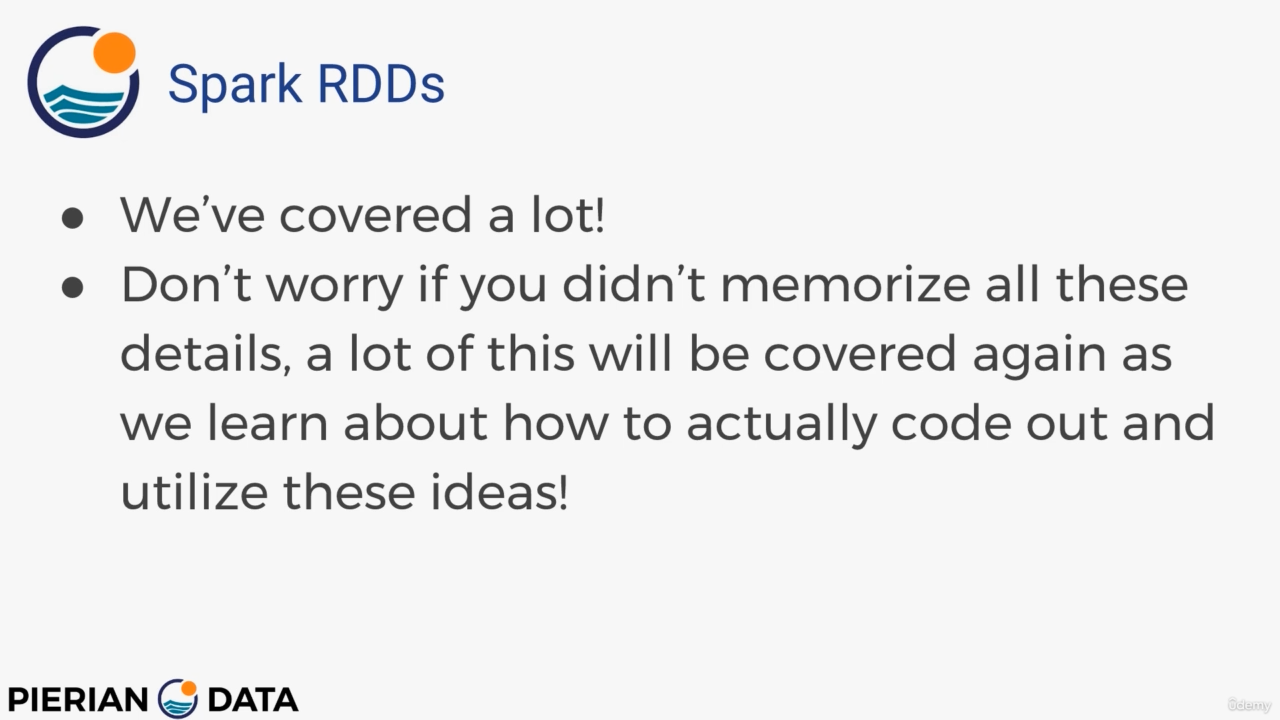 Spark RDDs
● We’ve covered a lot!
● Don’t worry if you didn’t memorize all these
details, a lot of this will be covered again as
we learn about how to actually code out and
utilize these ideas!
PIERIAN DATA
ûdemy